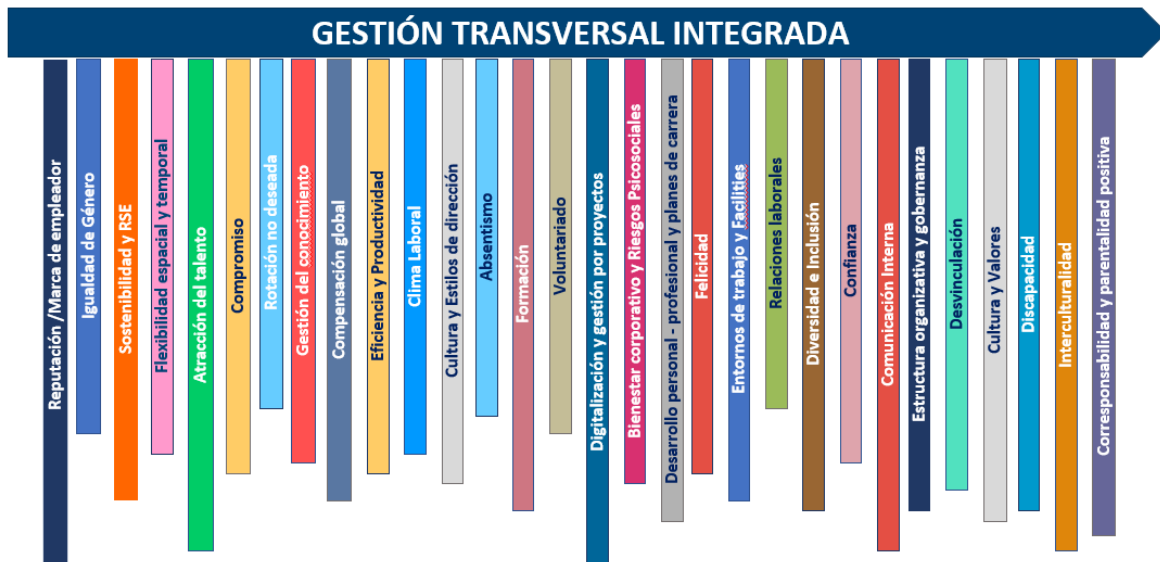 GESTIÓN TRANSVERSAL INTEGRADA
Reputación /Marca de empleador
Igualdad de Género
Sostenibilidad y RSE
Flexibilidad espacial y temporal
Atracción del talento
Compromiso
Rotación no deseada
Gestión del conocimiento
Compensación global
Eficiencia y Productividad
Clima Laboral
Cultura y Estilos de dirección
Absentismo
Formación
Voluntariado
Digitalización y gestión por proyectos
Bienestar corporativo y Riesgos Psicosociales
Desarrollo personal - profesional y planes de carrera
Felicidad
Entornos de trabajo y Facilities
Relaciones laborales
Diversidad e Inclusión
Confianza
Comunicación Interna
Estructura organizativa y gobernanza
Desvinculación
Cultura y Valores
Discapacidad
Interculturalidad
Corresponsabilidad y parentalidad positiva